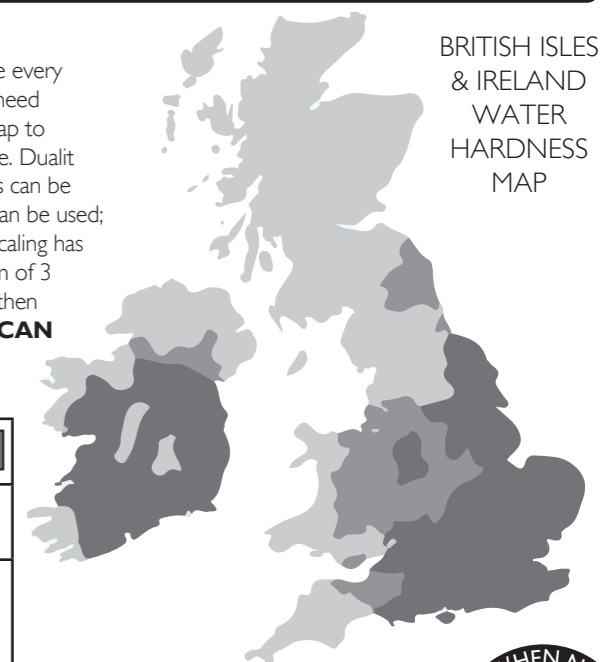 BRITISH ISLES
& IRELAND
WATER
HARDNESS
MAP
every
need
ap to
e. Dualit
s can be
an be used;
caling has
n of 3
then
CAN
WHEN